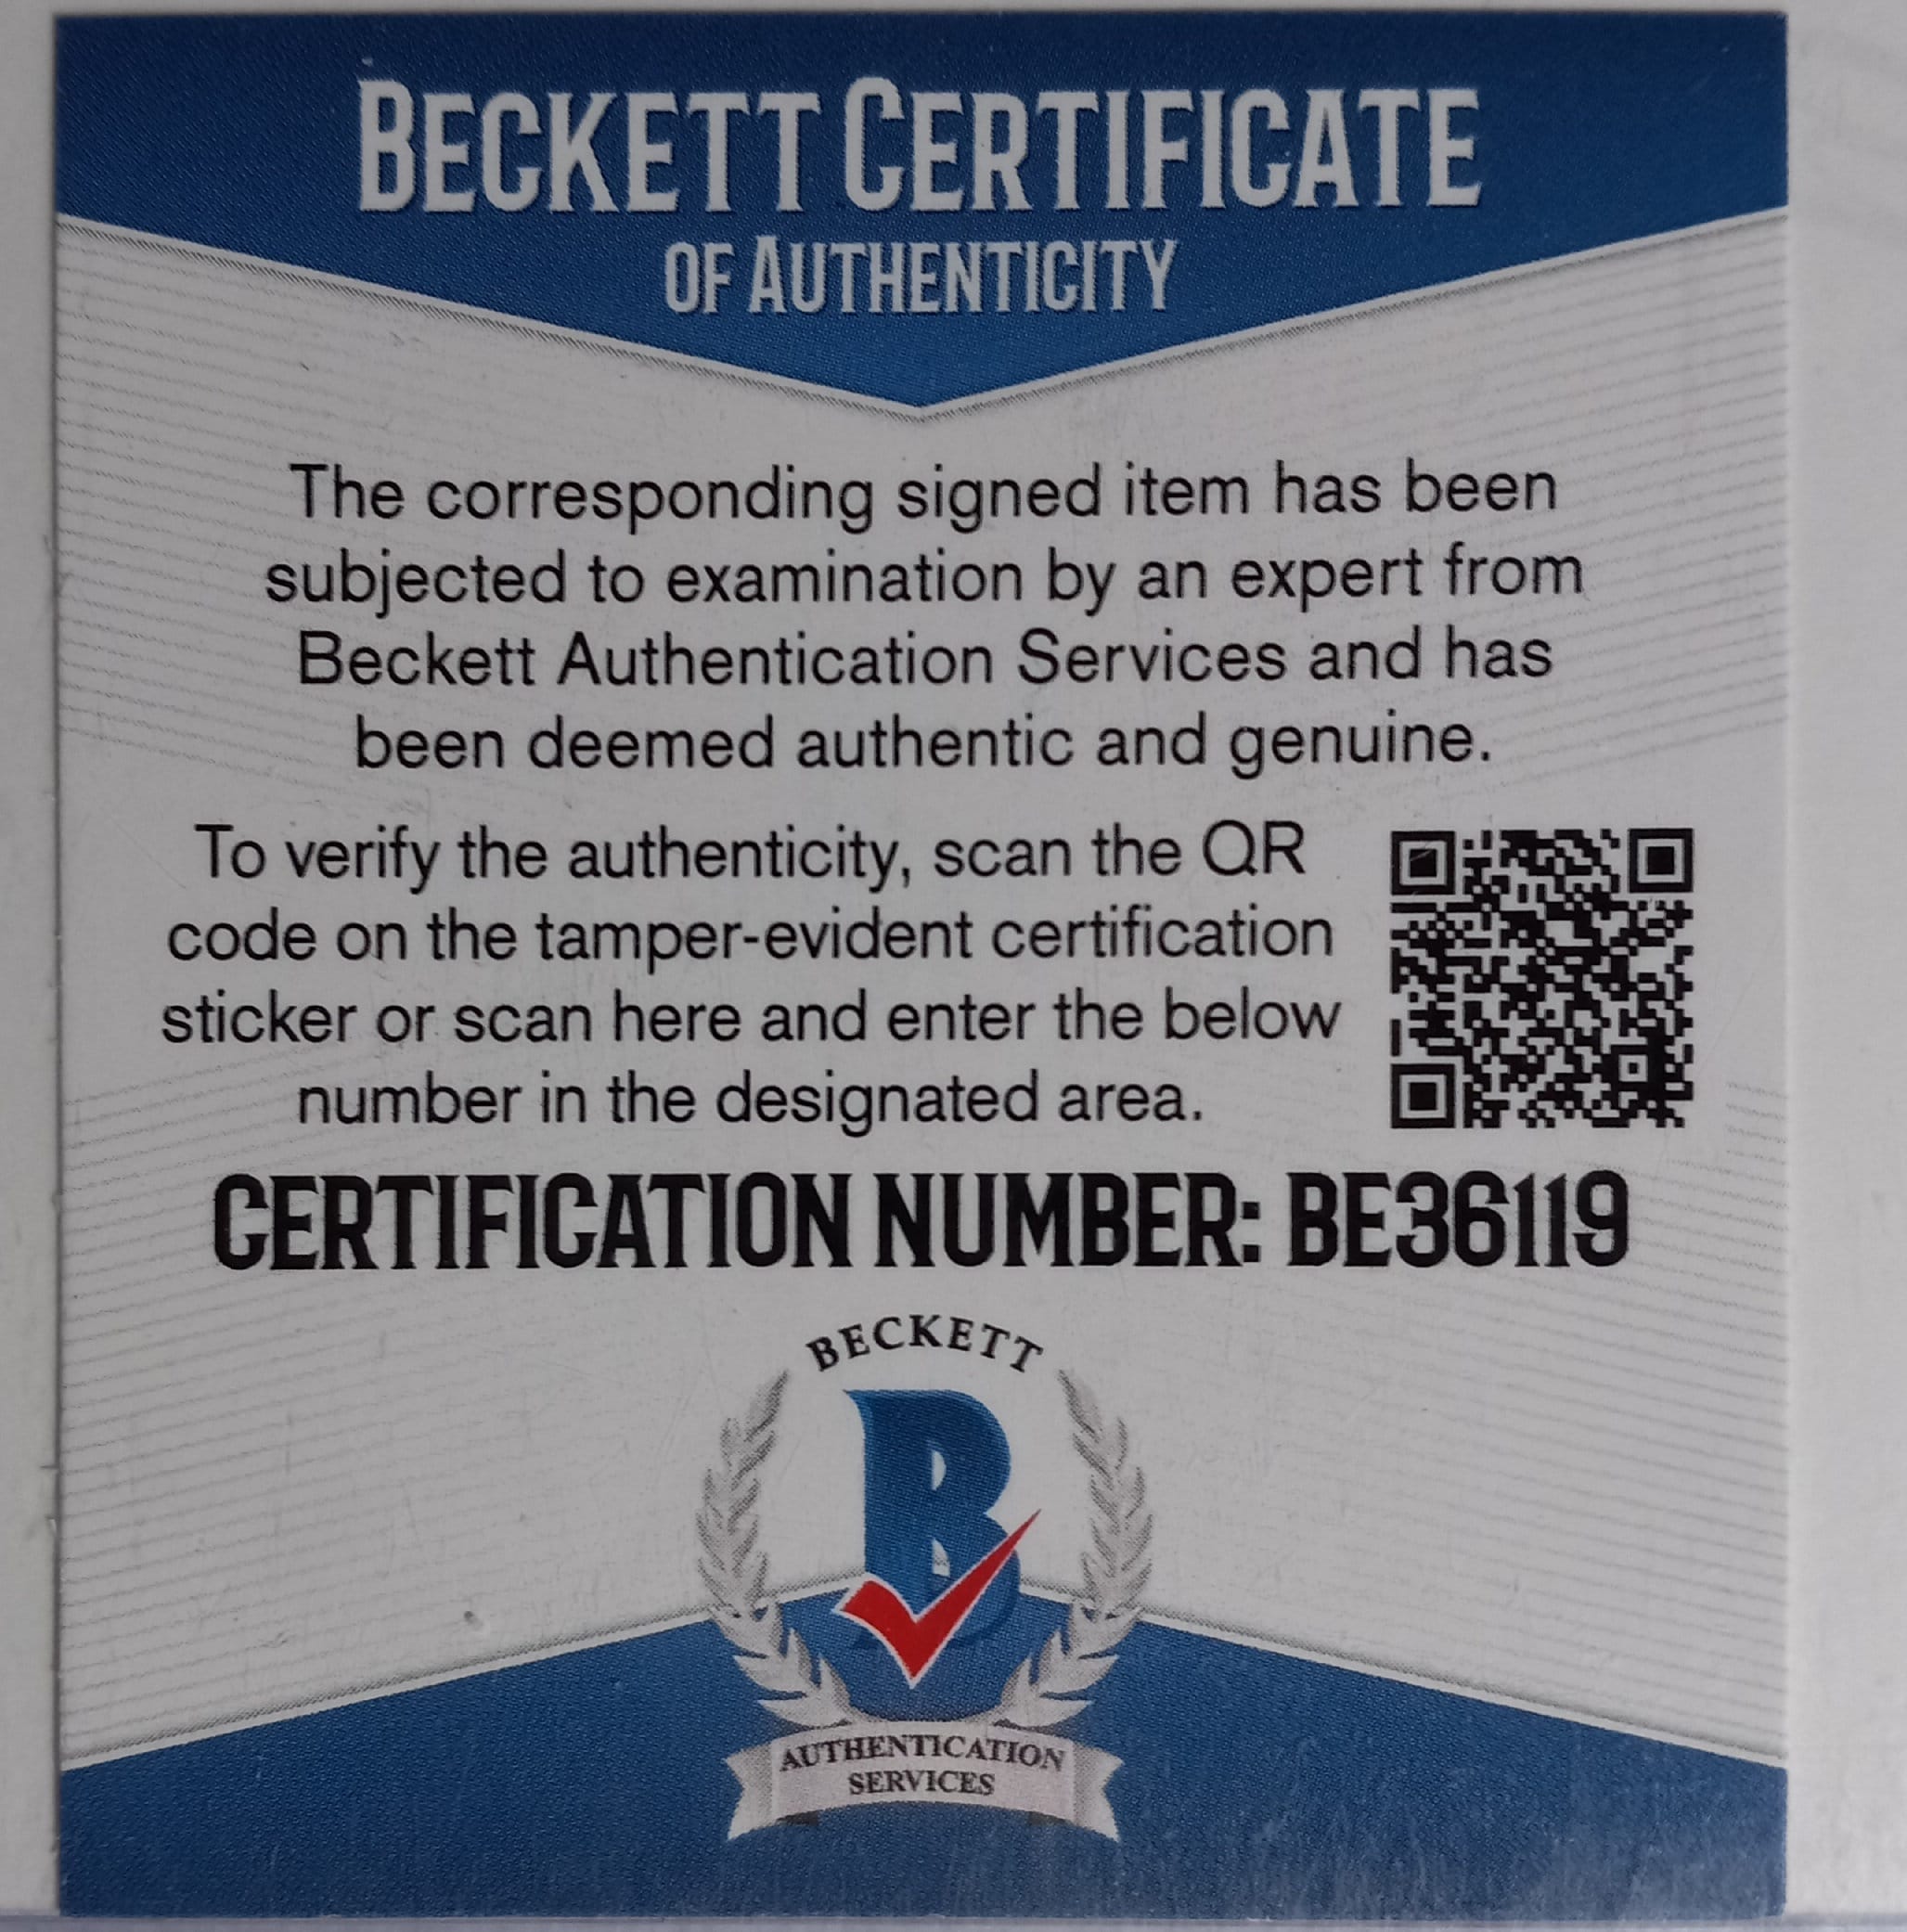 BECKETT CERTIFICATE
OF AUTHENTICITY
The corresponding signed item has been
subjected to examination by an expert from
Beckett Authentication Services and has
been deemed authentic and genuine.
To verify the authenticity, scan the QR
code on the tamper-evident certification
sticker or scan here and enter the below
number in the designated area.
CERTIFICATION NUMBER: BE36119
BECKETT
B
AUTHENTICATION
SERVICES